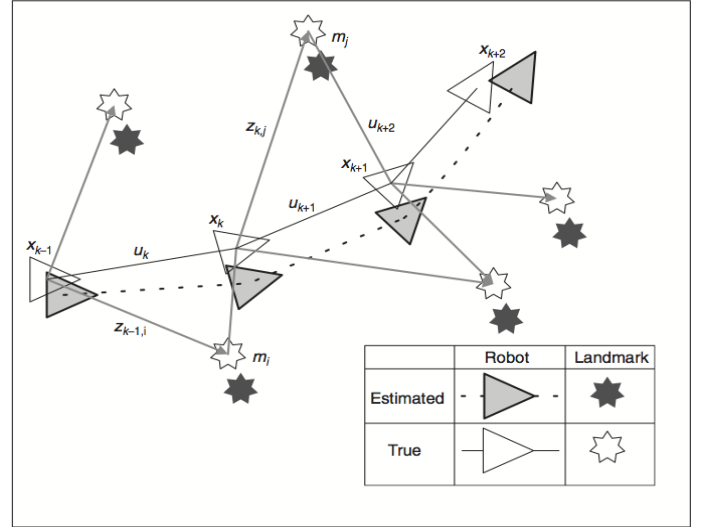 m_j
x_{k+2}
z_{k,j}
u_{k+2}
x_{k+1}
u_{k+1}
x_k
x_{k–1}
u_k
z_{k–1,i}
m_i
Robot Landmark
Estimated
True